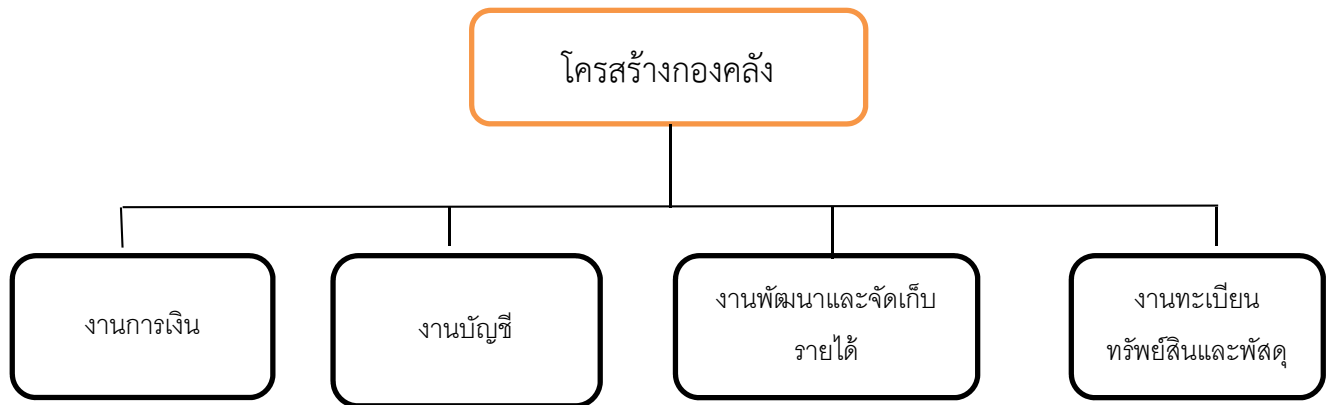 โครสร้างกองคลัง
งานการเงิน
งานบัญชี
งานพัฒนาและจัดเก็บ
รายได้
งานทะเบียน
ทรัพย์สินและพัสดุ